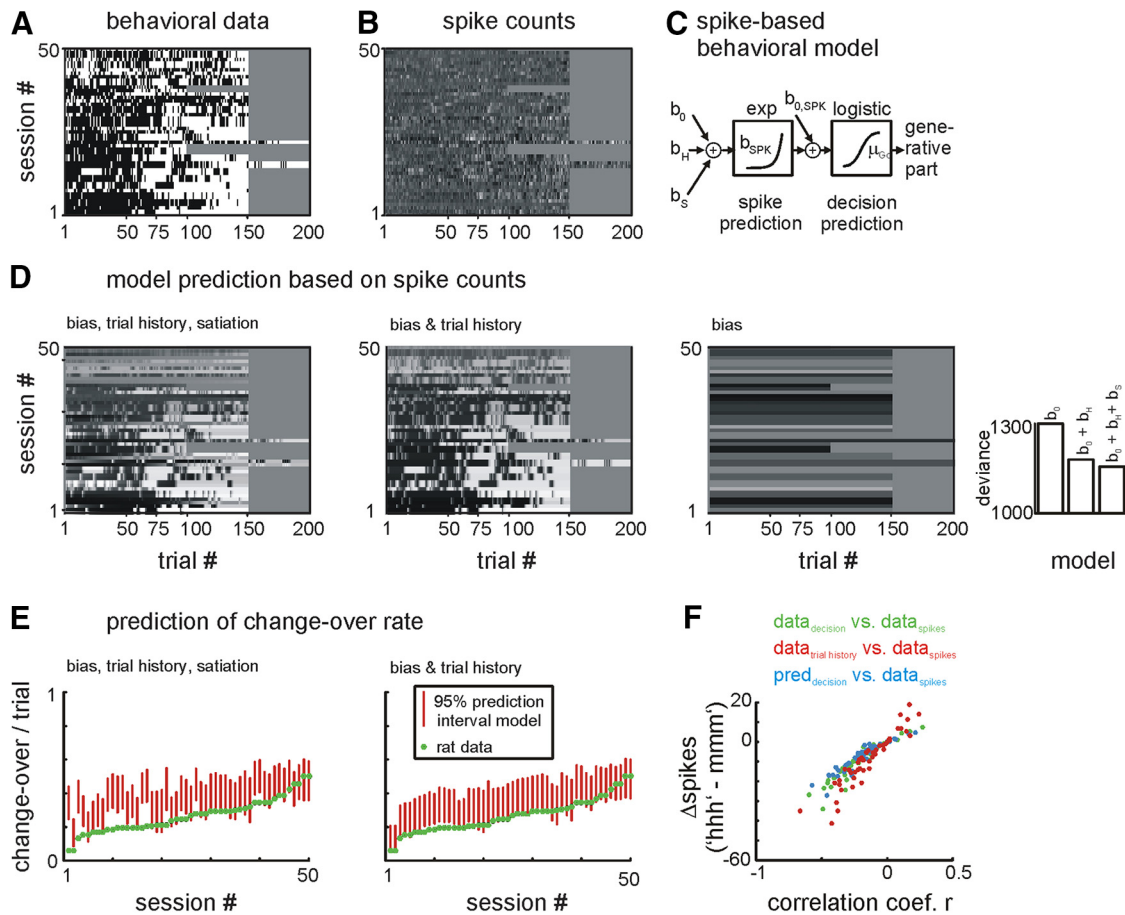 A behavioral data
50
session #
1
1 50 75 100 150 200
B spike counts
50
1
1 50 75 100 150 200
C spike-based
behavioral model
b0
bH
bS
+
exp
bSPK
spike
prediction
b0,SPK
+
logistic
μGo
decision
prediction
gene-
rative
part
D model prediction based on spike counts
bias, trial history, satiation
50
session #
1
1 50 75 100 150 200
trial #
bias & trial history
50
1
1 50 75 100 150 200
trial #
bias
50
1
1 50 75 100 150 200
trial #
deviance
1300
1000
b0
b0 + bH
b0 + bH + bS
model
E prediction of change-over rate
bias, trial history, satiation
change-over / trial
1
0
1 50
session #
bias & trial history
95% prediction
interval model
rat data
1 50
session #
F
datadecision vs. dataspikes
datatrial history vs. dataspikes
preddecision vs. dataspikes
Δspikes
('hhh' - mmm')
20
0
-60
-1 0 0.5
correlation coef. r